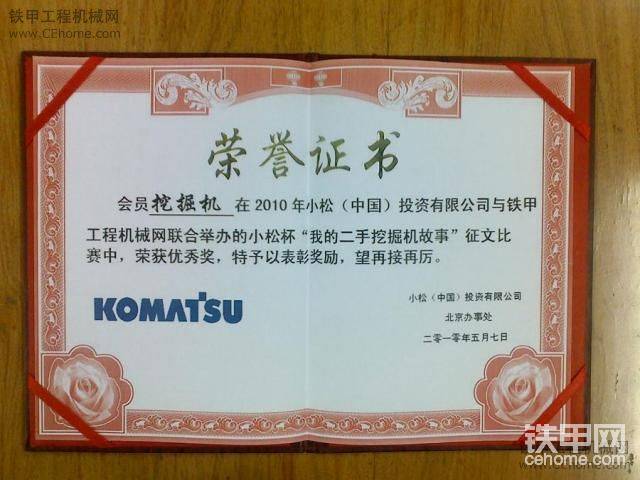 铁甲工程机械网
www.CEhome.com
荣誉证书
会员 挖掘机 在 2010 年小松（中国）投资有限公司与铁甲
工程机械网联合举办的小松杯“我的二手挖掘机故事”征文比
赛中，荣获优秀奖，特予以表彰奖励，望再接再厉。
KOMATSU
小松（中国）投资有限公司
北京办事处
二零一零年五月七日
铁甲网
cehome.com